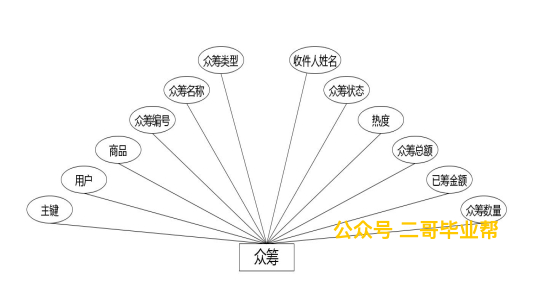 众筹类型
收件人姓名
众筹名称
众筹状态
众筹编号
热度
商品
众筹总额
用户
已筹金额
主键
众筹数量
公众号 二哥毕业帮
众筹